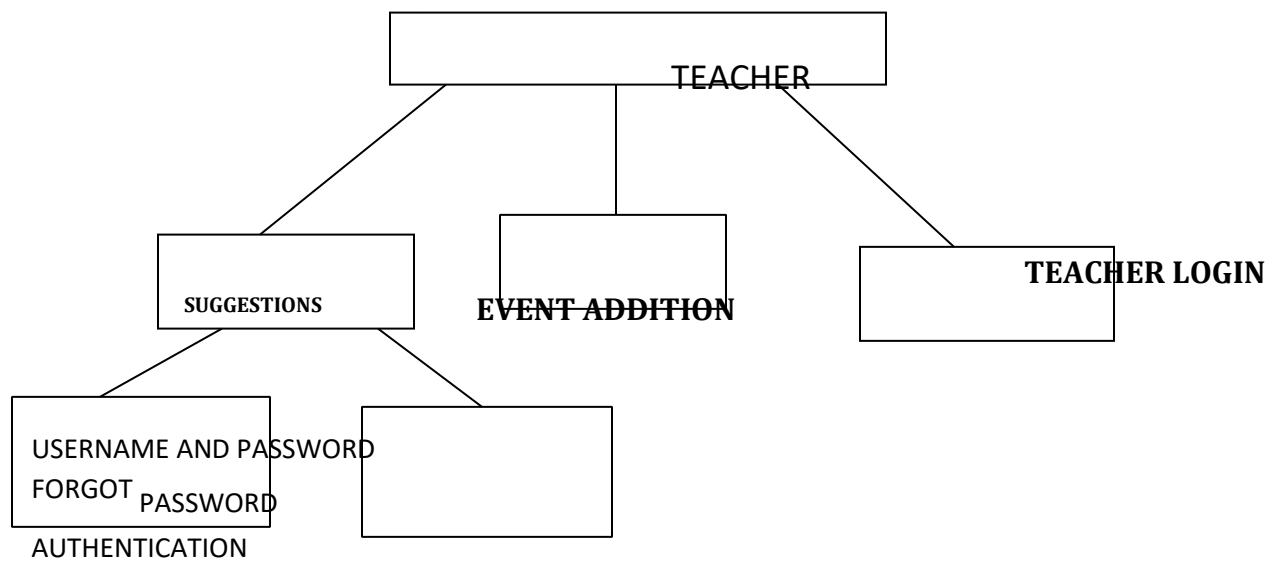 TEACHER
TEACHER LOGIN
SUGGESTIONS
EVENT ADDITION
USERNAME AND PASSWORD
FORGOT PASSWORD
AUTHENTICATION